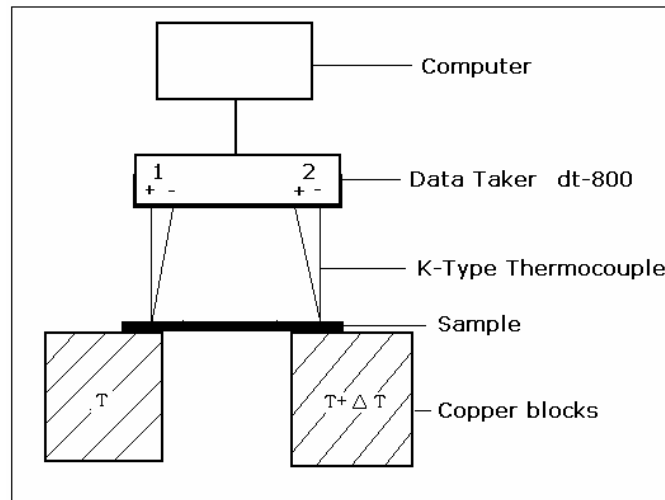 Computer
1 2
+ - + -
Data Taker dt-800
K-Type Thermocouple
Sample
T
T+ △ T
Copper blocks